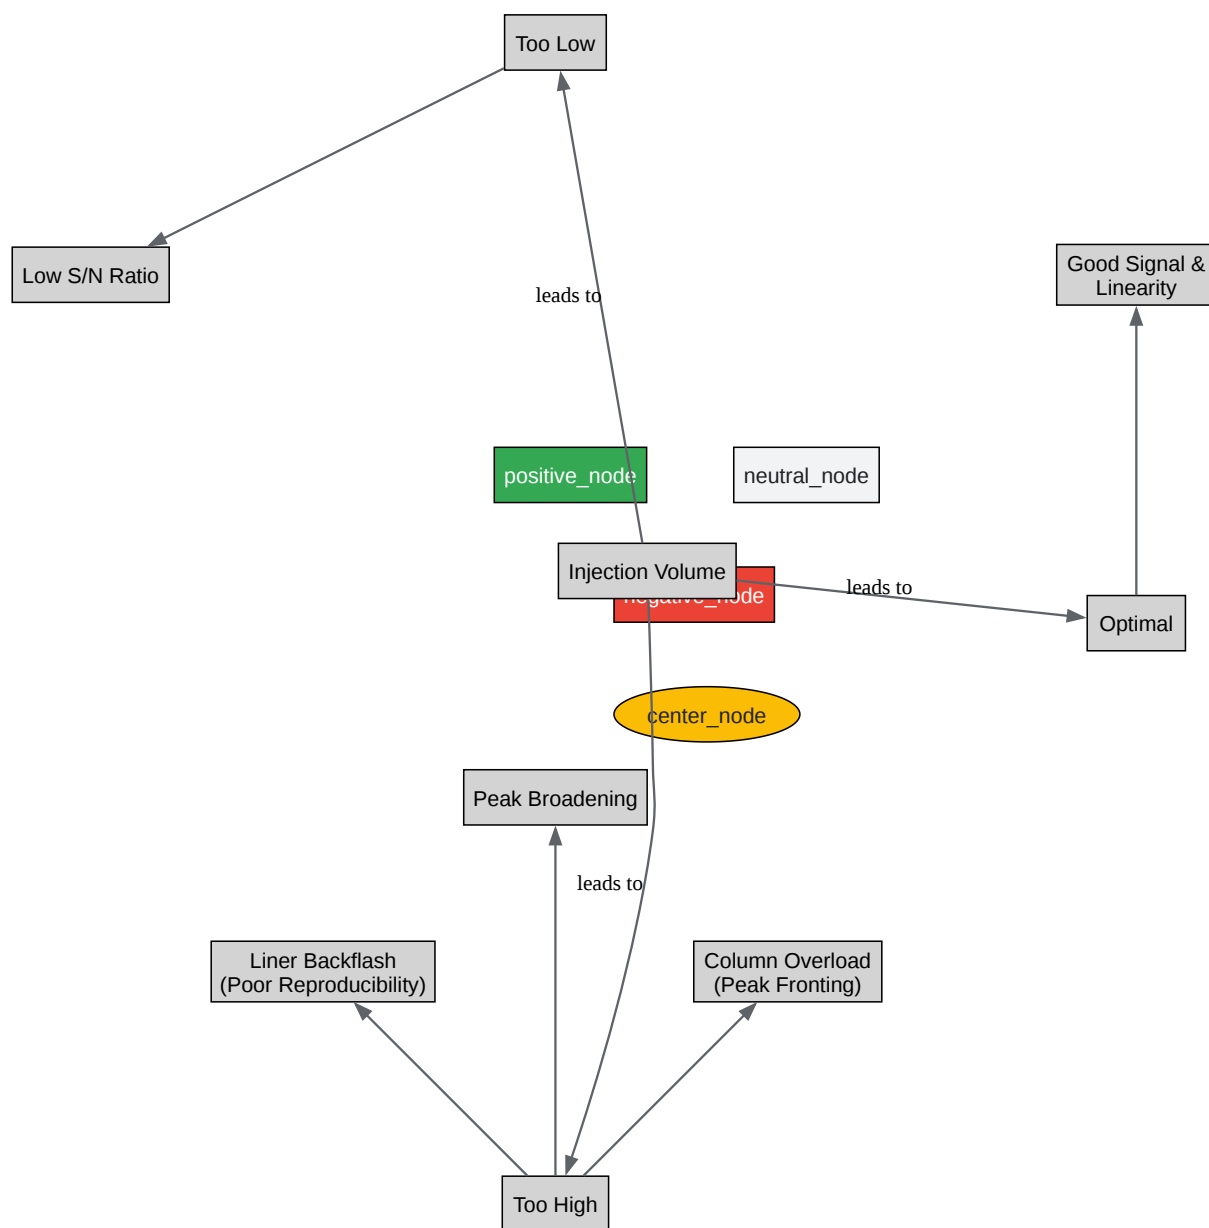 Too Low
Low S/N Ratio
Good Signal &
Linearity
leads to
positive_node
neutral_node
Injection Volume
negative_node
leads to
Optimal
center_node
Peak Broadening
leads to
Liner Backflash
(Poor Reproducibility)
Column Overload
(Peak Fronting)
Too High